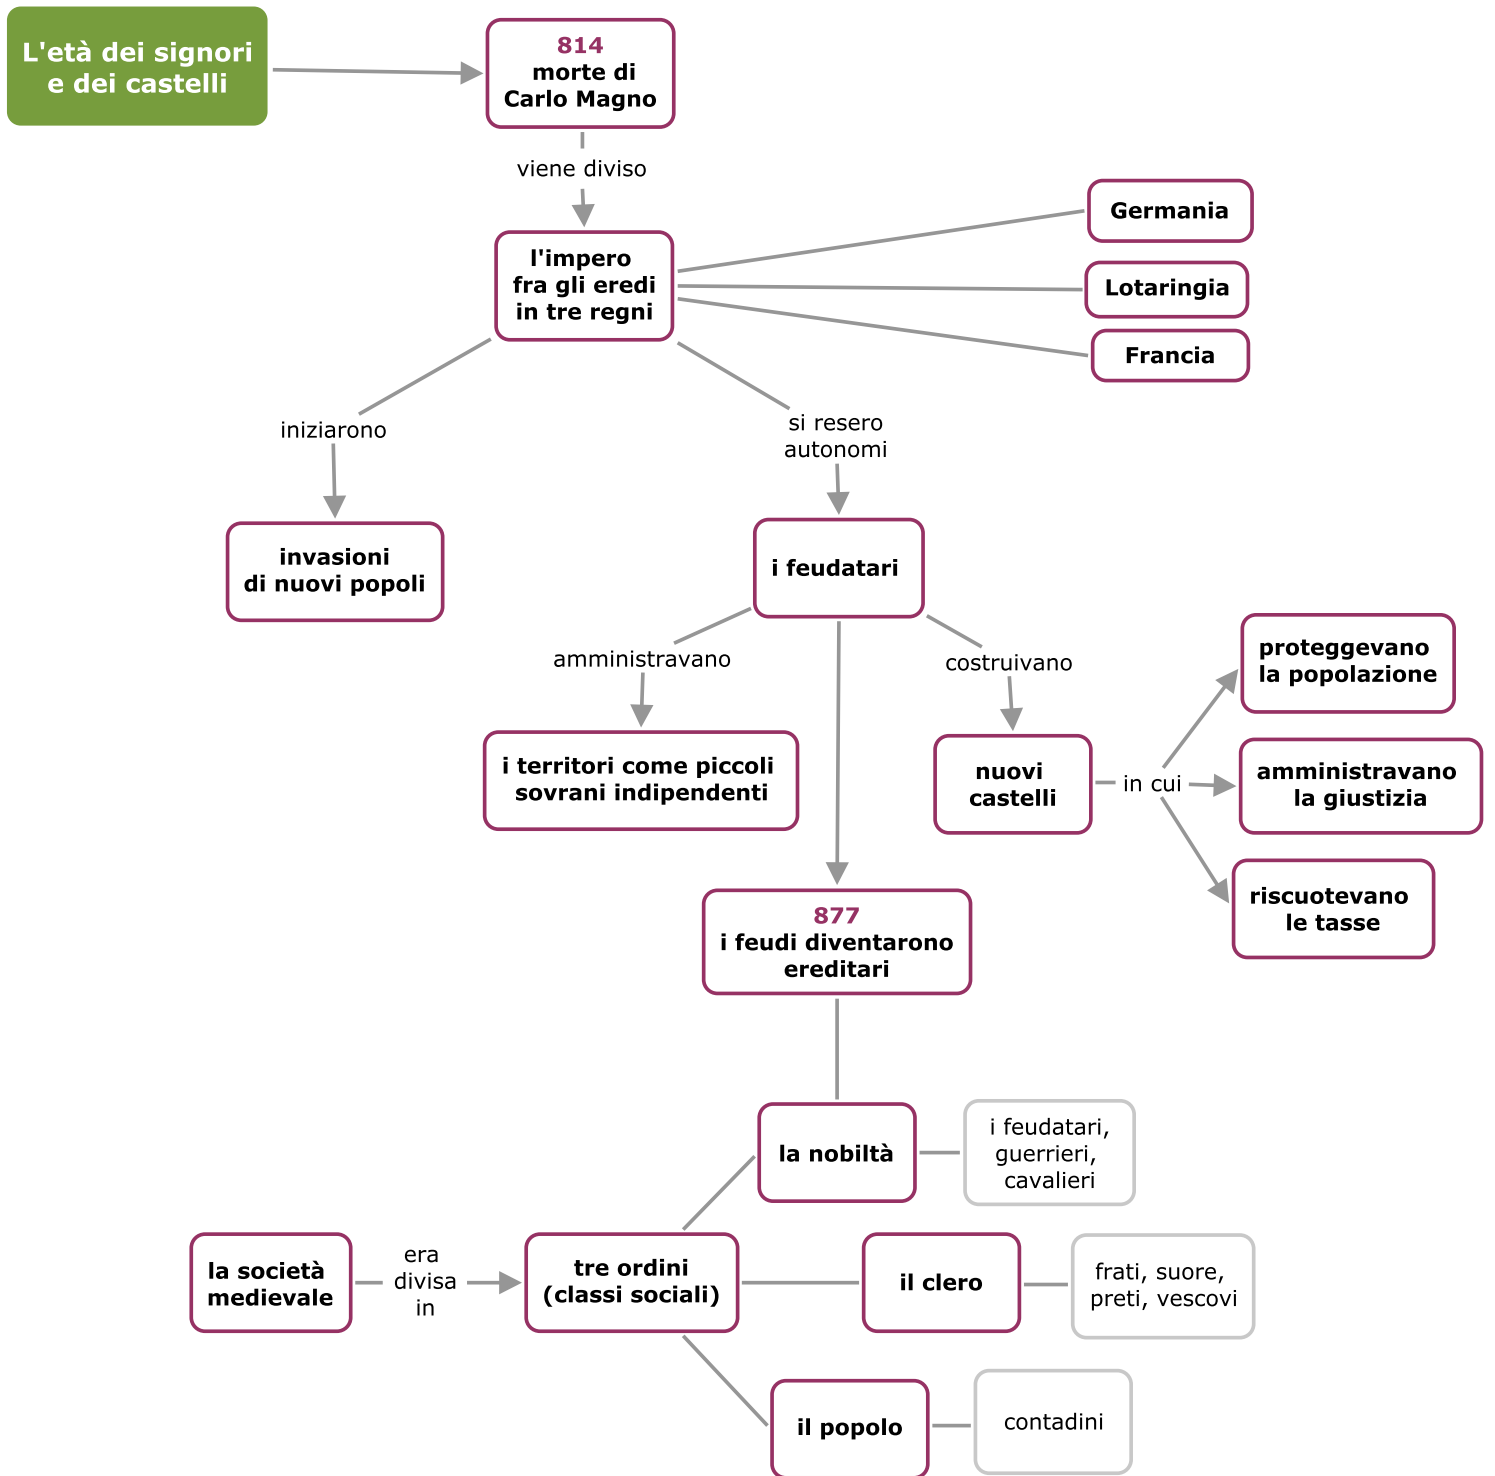 L'età dei signori
e dei castelli
814
morte di
Carlo Magno
viene diviso
l'impero
fra gli eredi
in tre regni
Germania
Lotaringia
Francia
iniziarono
si resero
autonomi
invasioni
di nuovi popoli
i feudatari
amministravano
costruivano
i territori come piccoli
sovrani indipendenti
nuovi
castelli
in cui
proteggevano
la popolazione
amministravano
la giustizia
riscuotevano
le tasse
877
i feudi diventarono
ereditari
la nobiltà
i feudatari,
guerrieri,
cavalieri
la società
medievale
era
divisa
in
tre ordini
(classi sociali)
il clero
frati, suore,
preti, vescovi
il popolo
contadini